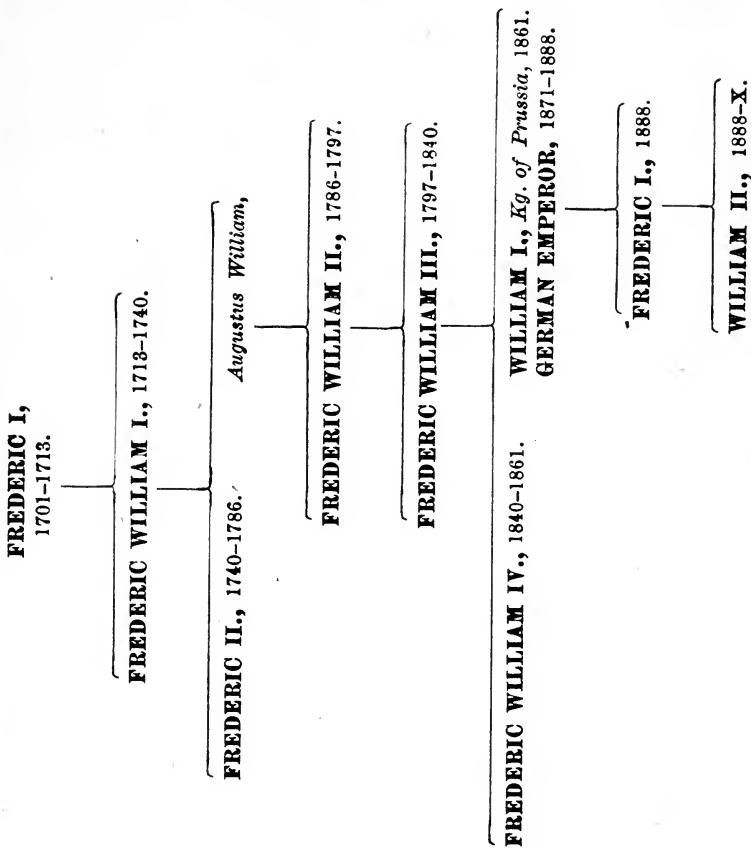 FREDERIC I,
1701–1713.
FREDERIC WILLIAM I., 1713–1740.
FREDERIC II., 1740–1786. Augustus William,
FREDERIC WILLIAM II., 1786–1797.
FREDERIC WILLIAM III., 1797–1840.
FREDERIC WILLIAM IV., 1840–1861. WILLIAM I., Kg. of Prussia, 1861.
GERMAN EMPEROR, 1871–1888.
FREDERIC I., 1888.
WILLIAM II., 1888–X.